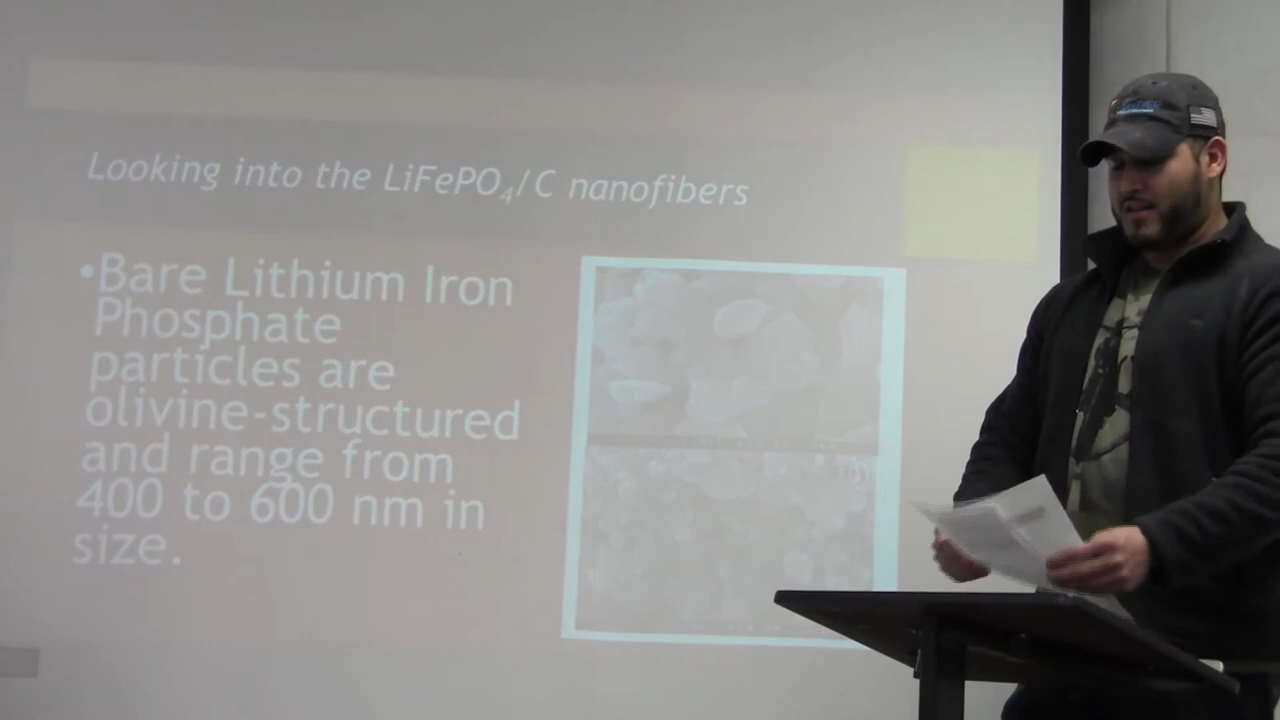 Looking into the LiFePO₄/C nanofibers
•Bare Lithium Iron
Phosphate
particles are
olivine-structured
and range from
400 to 600 nm in
size.